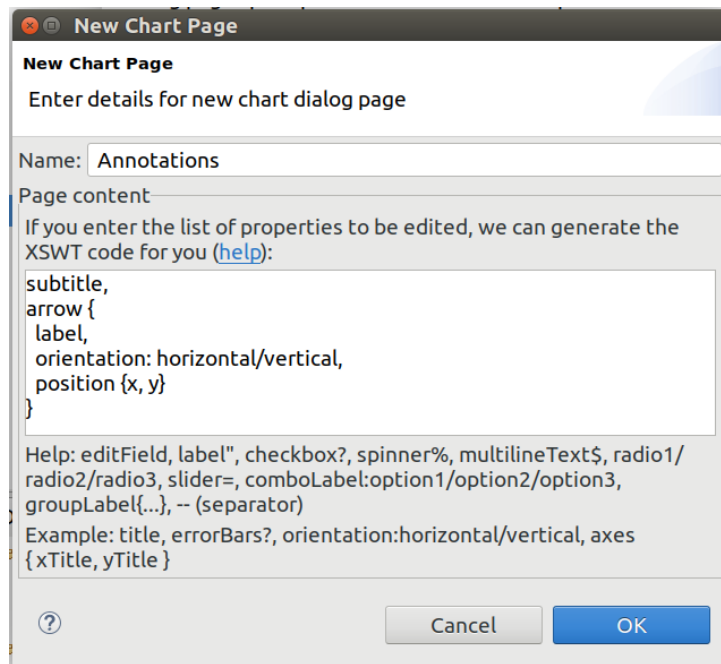 New Chart Page
New Chart Page
Enter details for new chart dialog page
Name: Annotations
Page content
If you enter the list of properties to be edited, we can generate the
XSWT code for you (help):
subtitle,
arrow {
label,
orientation: horizontal/vertical,
position {x, y}
}
Help: editField, label", checkbox?, spinner%, multilineText$, radio1/
radio2/radio3, slider=, comboLabel:option1/option2/option3,
groupLabel{...}, -- (separator)
Example: title, errorBars?, orientation:horizontal/vertical, axes
{ xTitle, yTitle }
? Cancel OK